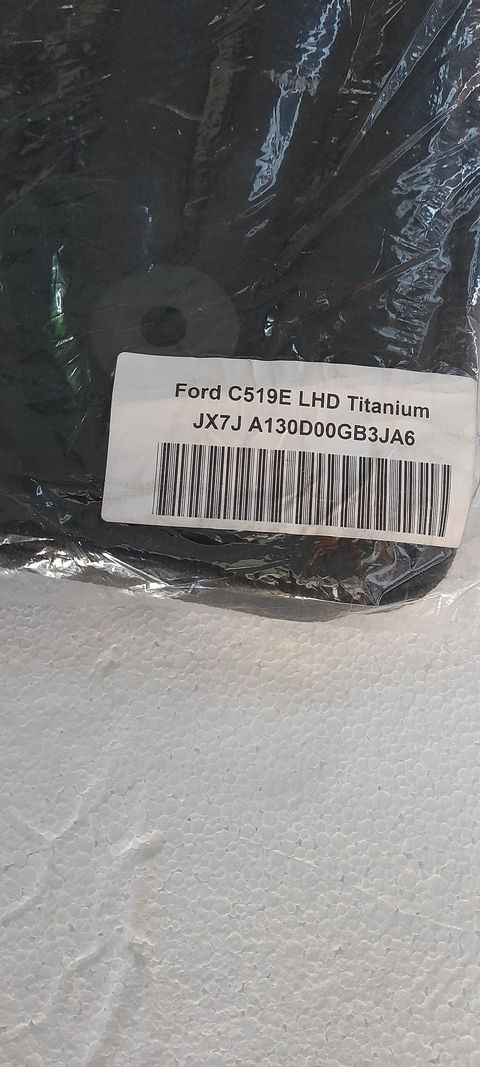 Ford C519E LHD Titanium
JX7J A130D00GB3JA6